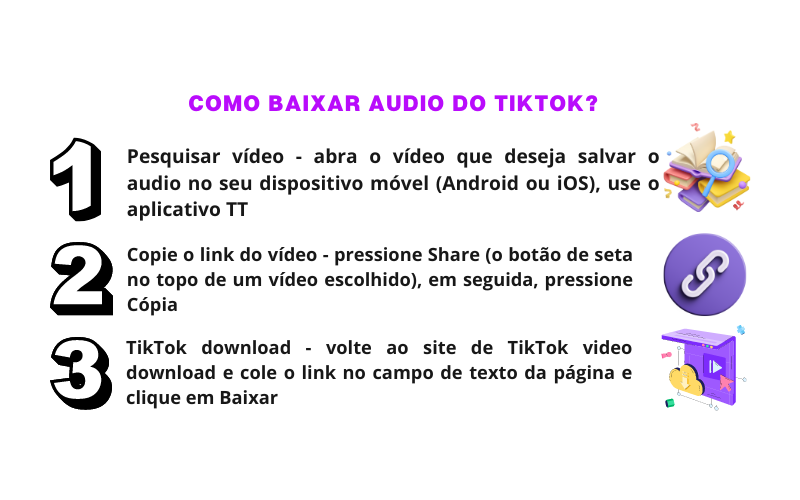 COMO BAIXAR AUDIO DO TIKTOK?
1
Pesquisar vídeo - abra o vídeo que deseja salvar o
audio no seu dispositivo móvel (Android ou iOS), use o
aplicativo TT
2
Copie o link do vídeo - pressione Share (o botão de seta
no topo de um vídeo escolhido), em seguida, pressione
Cópia
3
TikTok download - volte ao site de TikTok video
download e cole o link no campo de texto da página e
clique em Baixar